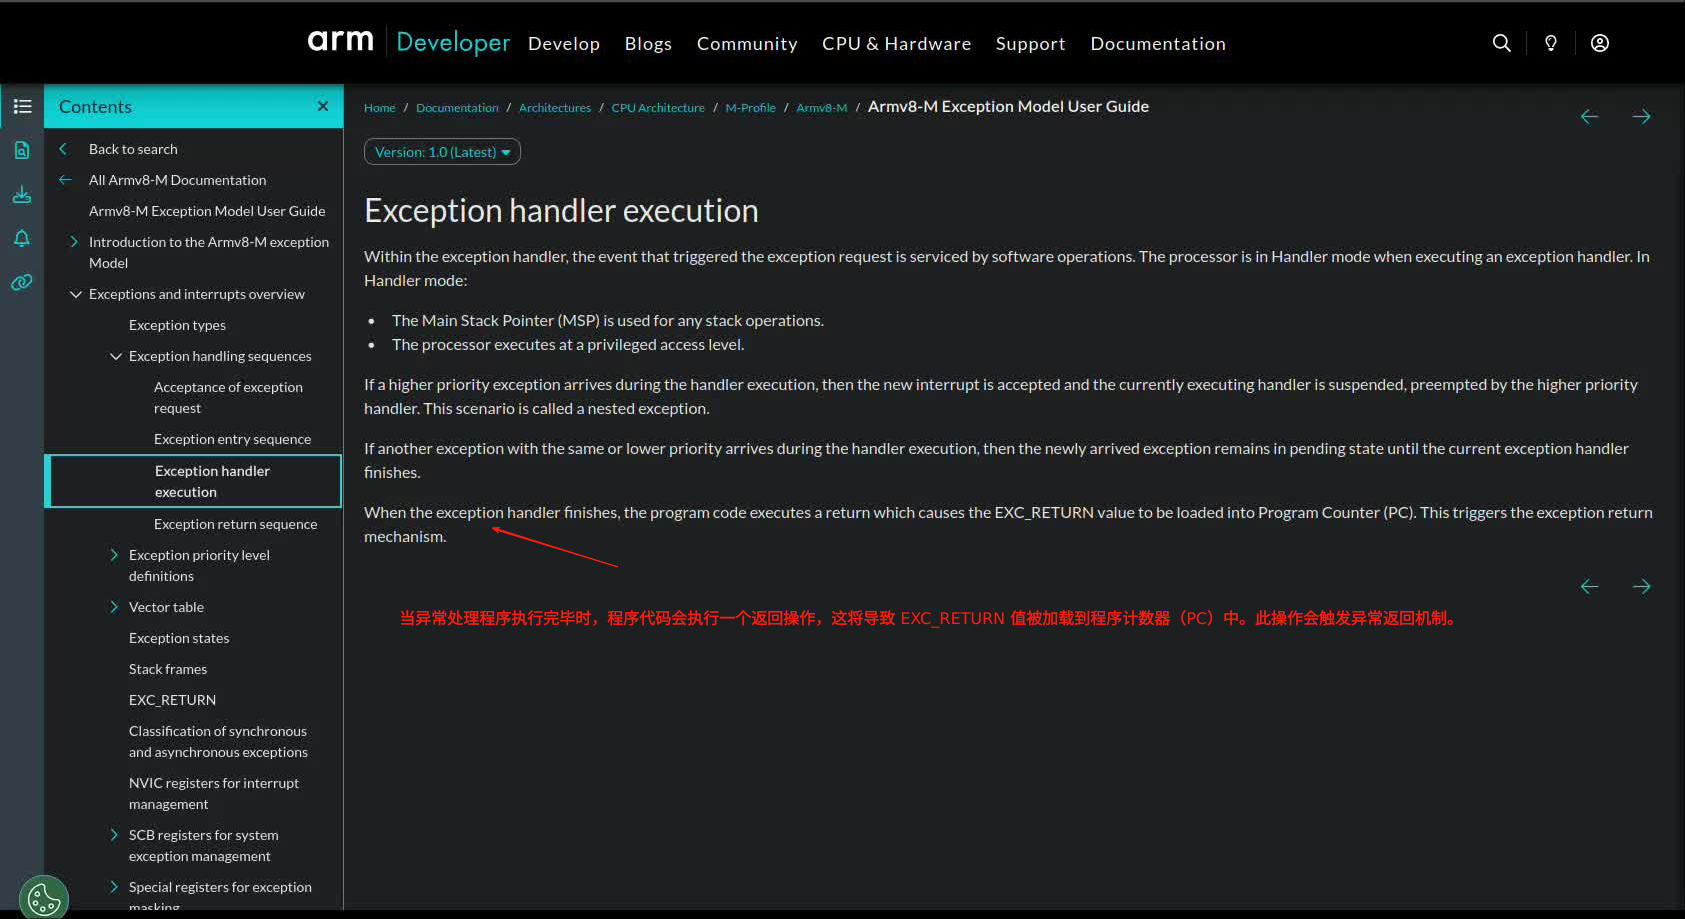 arm Developer Develop Blogs Community CPU & Hardware Support Documentation
Contents
Back to search
All Armv8-M Documentation
Armv8-M Exception Model User Guide
Introduction to the Armv8-M exception
Model
Exceptions and interrupts overview
Exception types
Exception handling sequences
Acceptance of exception
request
Exception entry sequence
Exception handler
execution
Exception return sequence
Exception priority level
definitions
Vector table
Exception states
Stack frames
EXC_RETURN
Classification of synchronous
and asynchronous exceptions
NVIC registers for interrupt
management
SCB registers for system
exception management
Special registers for exception
masking
Home / Documentation / Architectures / CPU Architecture / M-Profile / Armv8-M / Armv8-M Exception Model User Guide
Version: 1.0 (Latest)
Exception handler execution
Within the exception handler, the event that triggered the exception request is serviced by software operations. The processor is in Handler mode when executing an exception handler. In
Handler mode:
• The Main Stack Pointer (MSP) is used for any stack operations.
• The processor executes at a privileged access level.
If a higher priority exception arrives during the handler execution, then the new interrupt is accepted and the currently executing handler is suspended, preempted by the higher priority
handler. This scenario is called a nested exception.
If another exception with the same or lower priority arrives during the handler execution, then the newly arrived exception remains in pending state until the current exception handler
finishes.
When the exception handler finishes, the program code executes a return which causes the EXC_RETURN value to be loaded into Program Counter (PC). This triggers the exception return
mechanism.
当异常处理程序执行完毕时，程序代码会执行一个返回操作，这将导致 EXC_RETURN 值被加载到程序计数器（PC）中。此操作会触发异常返回机制。